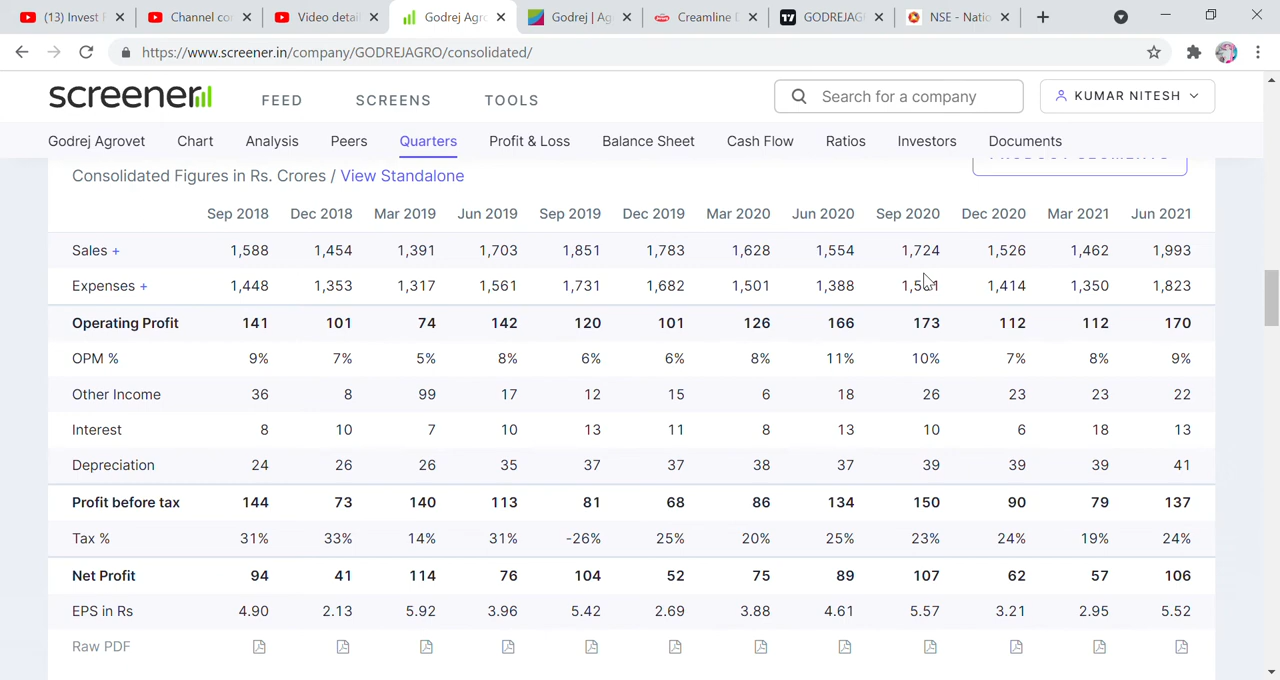 (13) Invest
Channel co
Video detai
Godrej Agro
Godrej | Ag
Creamline D
GODREJAG
NSE - Natio
https://www.screener.in/company/GODREJAGRO/consolidated/
screener
FEED SCREENS TOOLS
Search for a company
KUMAR NITESH
Godrej Agrovet Chart Analysis Peers Quarters Profit & Loss Balance Sheet Cash Flow Ratios Investors Documents
PRODUCT SEGMENTS
Consolidated Figures in Rs. Crores / View Standalone
Sep 2018 Dec 2018 Mar 2019 Jun 2019 Sep 2019 Dec 2019 Mar 2020 Jun 2020 Sep 2020 Dec 2020 Mar 2021 Jun 2021
Sales + 1,588 1,454 1,391 1,703 1,851 1,783 1,628 1,554 1,724 1,526 1,462 1,993
Expenses + 1,448 1,353 1,317 1,561 1,731 1,682 1,501 1,388 1,414 1,350 1,823
Operating Profit 141 101 74 142 120 101 126 166 173 112 112 170
OPM % 9% 7% 5% 8% 6% 6% 8% 11% 10% 7% 8% 9%
Other Income 36 8 99 17 12 15 6 18 26 23 23 22
Interest 8 10 7 10 13 11 8 13 10 6 18 13
Depreciation 24 26 26 35 37 37 38 37 39 39 39 41
Profit before tax 144 73 140 113 81 68 86 134 150 90 79 137
Tax % 31% 33% 14% 31% -26% 25% 20% 25% 23% 24% 19% 24%
Net Profit 94 41 114 76 104 52 75 89 107 62 57 106
EPS in Rs 4.90 2.13 5.92 3.96 5.42 2.69 3.88 4.61 5.57 3.21 2.95 5.52
Raw PDF